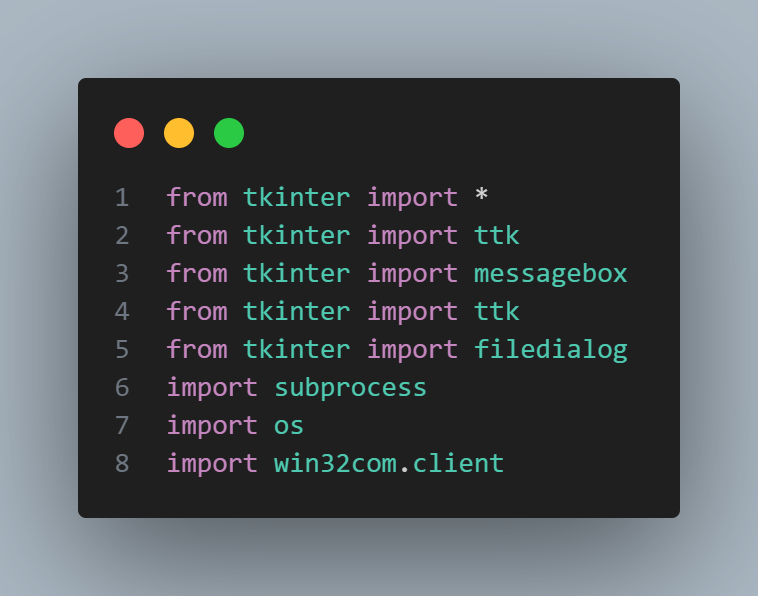 1 from tkinter import *
2 from tkinter import ttk
3 from tkinter import messagebox
4 from tkinter import ttk
5 from tkinter import filedialog
6 import subprocess
7 import os
8 import win32com.client